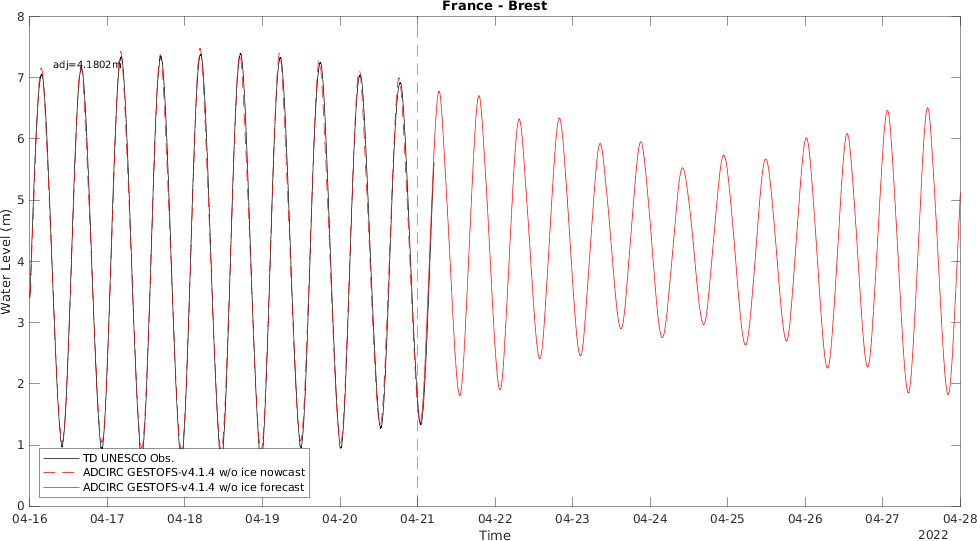 France - Brest
8
7
6
5
4
3
2
1
0
Water Level (m)
adj=4.1802m
TD UNESCO Obs.
ADCIRC GESTOFS-v4.1.4 w/o ice nowcast
ADCIRC GESTOFS-v4.1.4 w/o ice forecast
04-16 04-17 04-18 04-19 04-20 04-21 04-22 04-23 04-24 04-25 04-26 04-27 04-28
Time
2022